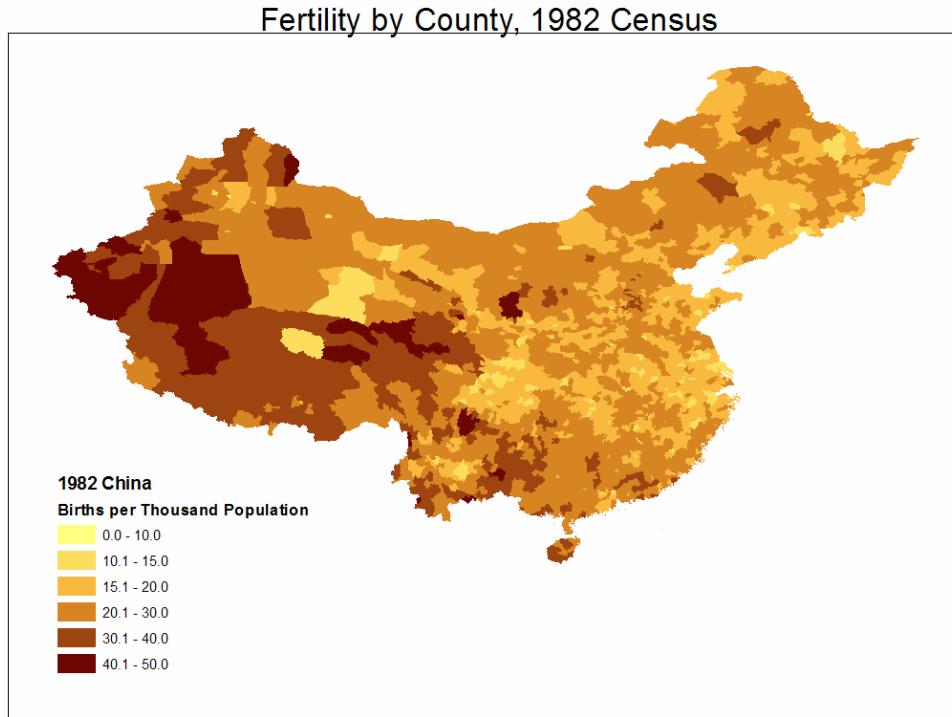 Fertility by County, 1982 Census
1982 China
Births per Thousand Population
0.0 - 10.0
10.1 - 15.0
15.1 - 20.0
20.1 - 30.0
30.1 - 40.0
40.1 - 50.0